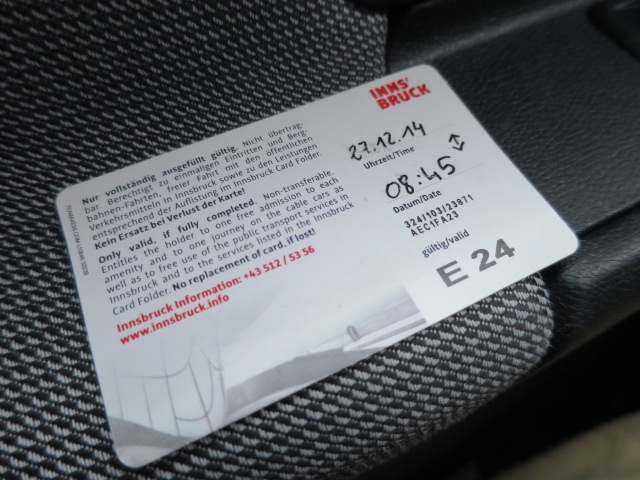 INNS'
BRUCK
Nur vollständig ausgefüllt gültig. Nicht übertrag-
bar. Berechtigt zu einmaligen Eintritten und Berg-
bahnen-Fahrten, freier Fahrt mit den öffentlichen
Verkehrsmitteln in Innsbruck sowie zu den Leistungen
entsprechend der Auflistung im Innsbruck Card Folder.
Kein Ersatz bei Verlust der Karte!
Only valid, if fully completed. Non-transferable.
Entitles the holder to one free admission to each
amenity and to one journey of the cable cars as
well as to free use of the public transport services in
Innsbruck and to the services listed in the Innsbruck
Card Folder. No replacement of card, if lost!
Innsbruck Information: +43 512 / 53 56
www.innsbruck.info
27.12.14
Uhrzeit/Time
08:45
Datum/Date
324/103/23871
AEC1FA23
gültig/valid
E 24